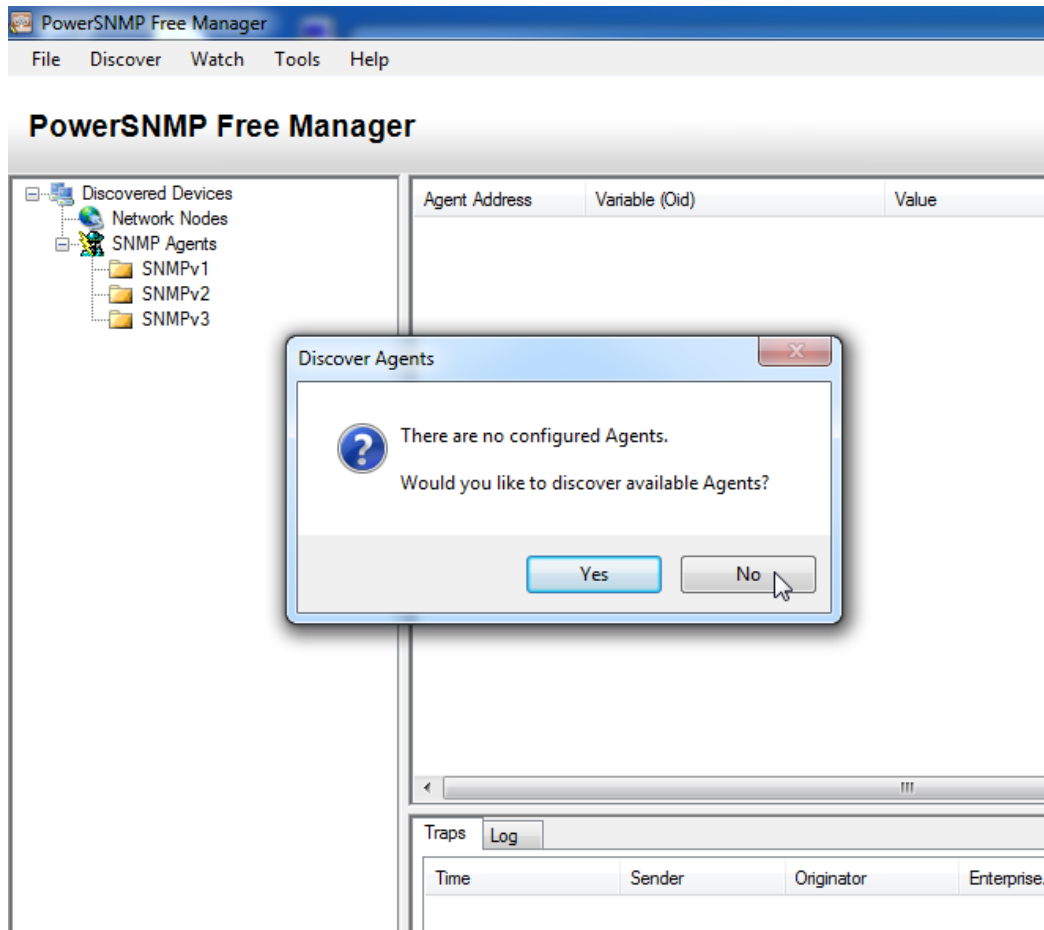 PowerSNMP Free Manager
File Discover Watch Tools Help
PowerSNMP Free Manager
Discovered Devices
Network Nodes
SNMP Agents
SNMPv1
SNMPv2
SNMPv3
Agent Address Variable (Oid) Value
Discover Agents
There are no configured Agents.
Would you like to discover available Agents?
Yes No
Traps Log
Time Sender Originator Enterprise.